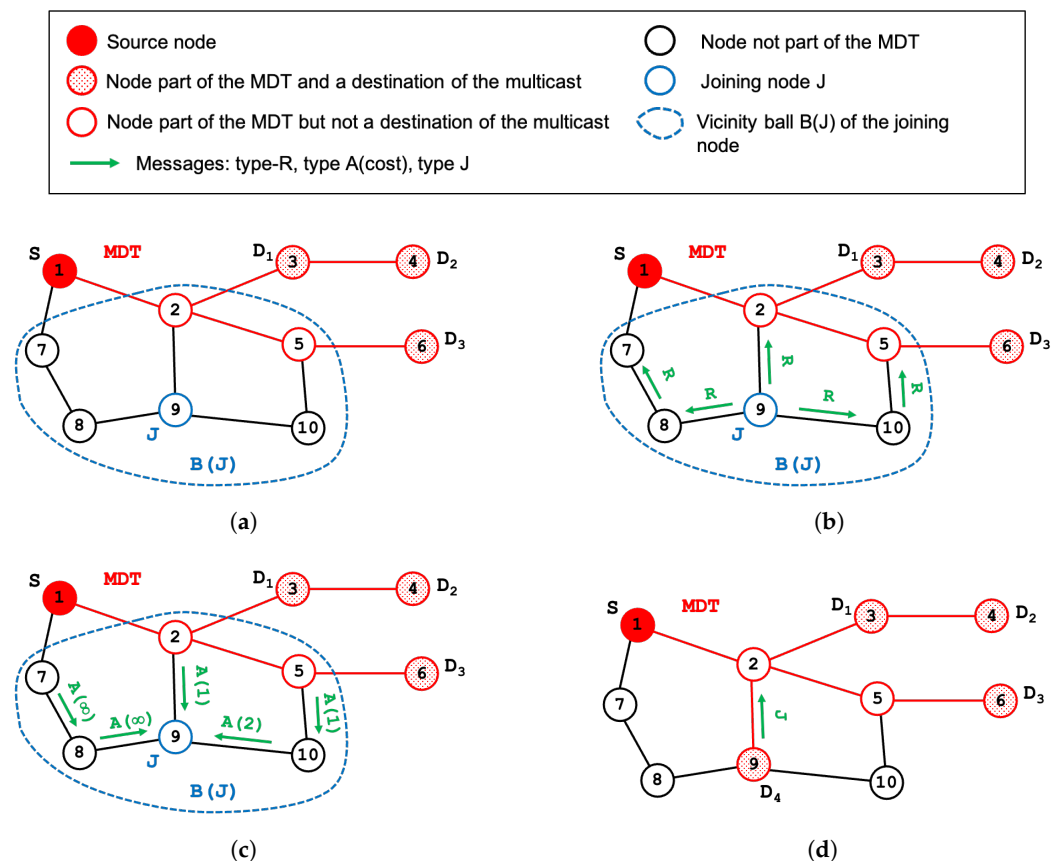 Source node
Node part of the MDT and a destination of the multicast
Node part of the MDT but not a destination of the multicast
Messages: type-R, type A(cost), type J
Node not part of the MDT
Joining node J
Vicinity ball B(J) of the joining
node
S MDT D1 D2
1 3 4
2
7 5 6 D3
9
8 J 10
B(J)
(a)
S MDT D1 D2
1 3 4
2
7 5 6 D3
R R R
R 9 R
8 J 10
B(J)
(b)
S MDT D1 D2
1 3 4
2
7 5 6 D3
A(∞) A(1) A(1)
A(∞) 9 A(2)
8 J 10
B(J)
(c)
S MDT D1 D2
1 3 4
2
7 5 6 D3
J
8 9 10
D4
(d)